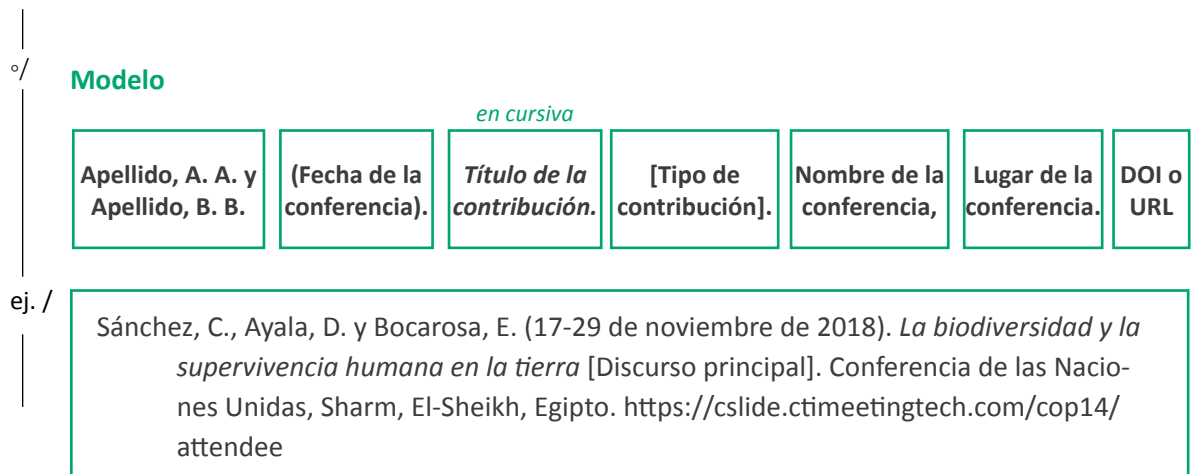 °/
Modelo
en cursiva
Apellido, A. A. y Apellido, B. B.
(Fecha de la conferencia).
Título de la contribución.
[Tipo de contribución].
Nombre de la conferencia,
Lugar de la conferencia.
DOI o URL
ej. /
Sánchez, C., Ayala, D. y Bocarosa, E. (17-29 de noviembre de 2018). La biodiversidad y la
supervivencia humana en la tierra [Discurso principal]. Conferencia de las Nacio-
nes Unidas, Sharm, El-Sheikh, Egipto. https://cslide.ctimeetingtech.com/cop14/
attendee